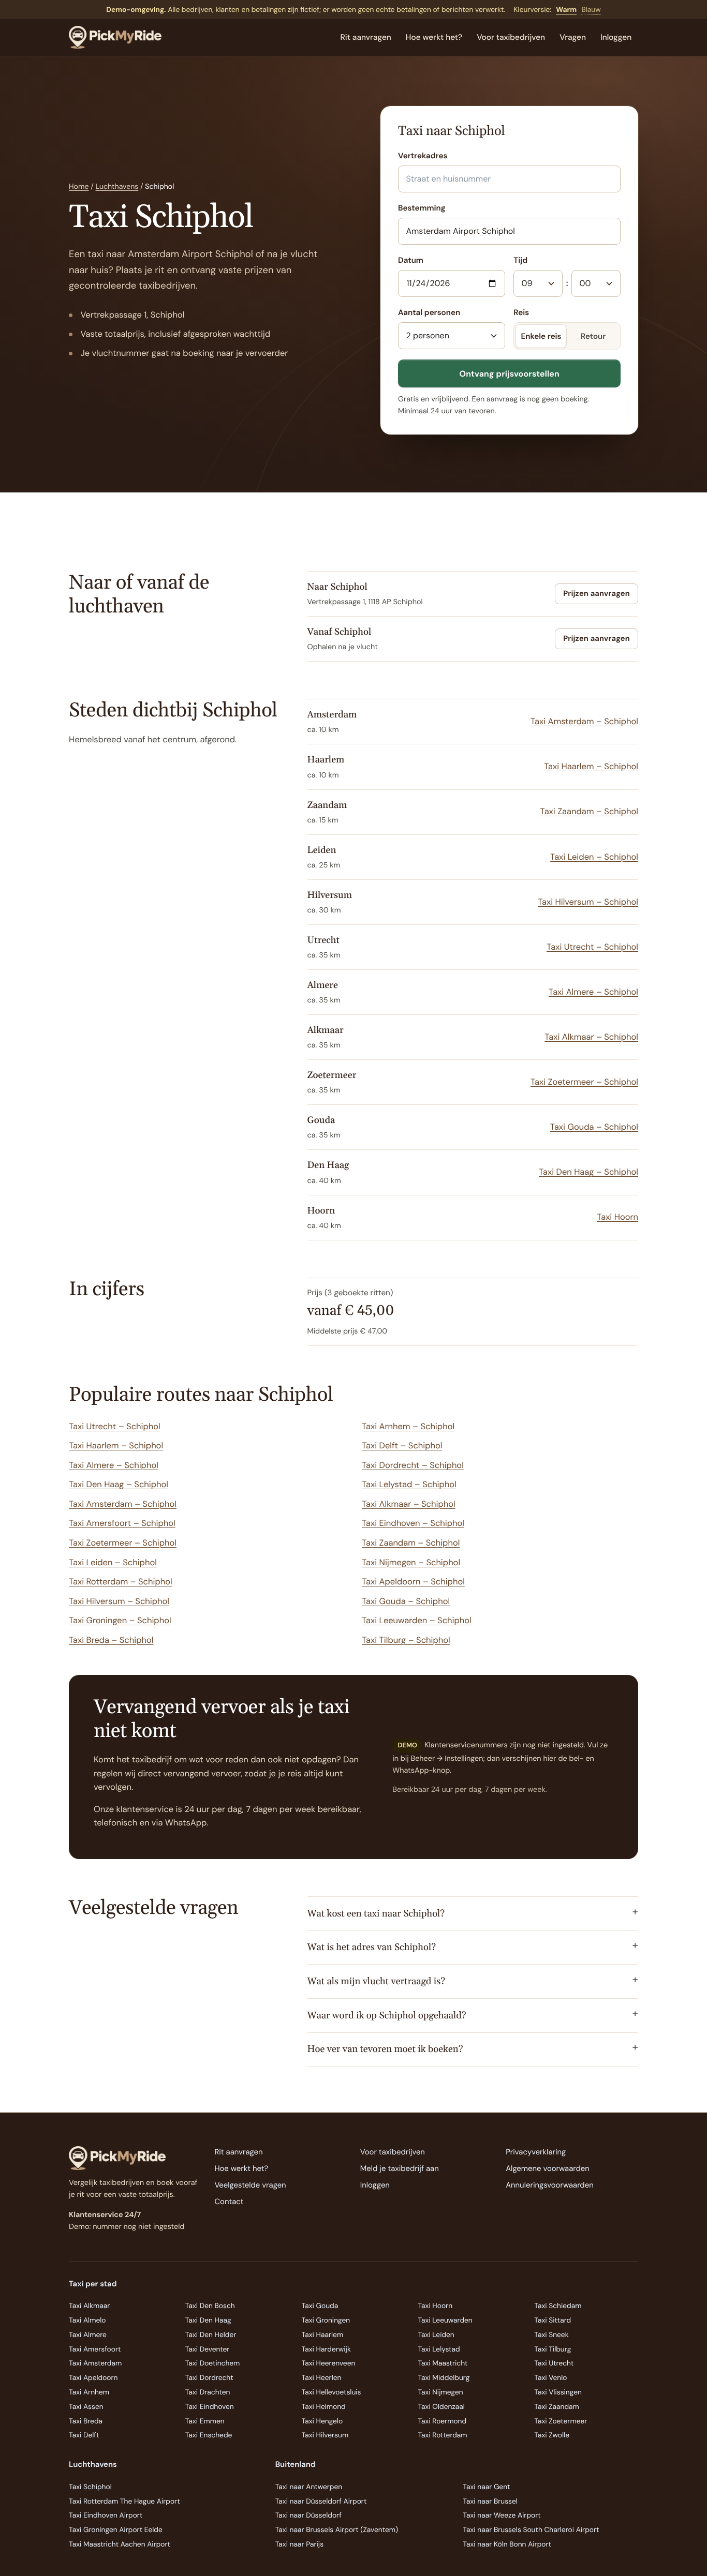 Demo-omgeving. Alle bedrijven, klanten en betalingen zijn fictief; er worden geen echte betalingen of berichten verwerkt. Kleurversie: Warm Blauw
PickMyRide
Rit aanvragen Hoe werkt het? Voor taxibedrijven Vragen Inloggen
Home / Luchthavens / Schiphol
Taxi Schiphol
Een taxi naar Amsterdam Airport Schiphol of na je vlucht
naar huis? Plaats je rit en ontvang vaste prijzen van
gecontroleerde taxibedrijven.
Vertrekpassage 1, Schiphol
Vaste totaalprijs, inclusief afgesproken wachttijd
Je vluchtnummer gaat na boeking naar je vervoerder
Taxi naar Schiphol
Vertrekadres
Straat en huisnummer
Bestemming
Amsterdam Airport Schiphol
Datum Tijd
11/24/2026 09 : 00
Aantal personen Reis
2 personen Enkele reis Retour
Ontvang prijsvoorstellen
Gratis en vrijblijvend. Een aanvraag is nog geen boeking.
Minimaal 24 uur van tevoren.
Naar of vanaf de
luchthaven
Naar Schiphol
Vertrekpassage 1, 1118 AP Schiphol
Prijzen aanvragen
Vanaf Schiphol
Ophalen na je vlucht
Prijzen aanvragen
Steden dichtbij Schiphol
Hemelsbreed vanaf het centrum, afgerond.
Amsterdam
ca. 10 km
Taxi Amsterdam – Schiphol
Haarlem
ca. 10 km
Taxi Haarlem – Schiphol
Zaandam
ca. 15 km
Taxi Zaandam – Schiphol
Leiden
ca. 25 km
Taxi Leiden – Schiphol
Hilversum
ca. 30 km
Taxi Hilversum – Schiphol
Utrecht
ca. 35 km
Taxi Utrecht – Schiphol
Almere
ca. 35 km
Taxi Almere – Schiphol
Alkmaar
ca. 35 km
Taxi Alkmaar – Schiphol
Zoetermeer
ca. 35 km
Taxi Zoetermeer – Schiphol
Gouda
ca. 35 km
Taxi Gouda – Schiphol
Den Haag
ca. 40 km
Taxi Den Haag – Schiphol
Hoorn
ca. 40 km
Taxi Hoorn
In cijfers
Prijs (3 geboekte ritten)
vanaf € 45,00
Middelste prijs € 47,00
Populaire routes naar Schiphol
Taxi Utrecht – Schiphol
Taxi Haarlem – Schiphol
Taxi Almere – Schiphol
Taxi Den Haag – Schiphol
Taxi Amsterdam – Schiphol
Taxi Amersfoort – Schiphol
Taxi Zoetermeer – Schiphol
Taxi Leiden – Schiphol
Taxi Rotterdam – Schiphol
Taxi Hilversum – Schiphol
Taxi Groningen – Schiphol
Taxi Breda – Schiphol
Taxi Arnhem – Schiphol
Taxi Delft – Schiphol
Taxi Dordrecht – Schiphol
Taxi Lelystad – Schiphol
Taxi Alkmaar – Schiphol
Taxi Eindhoven – Schiphol
Taxi Zaandam – Schiphol
Taxi Nijmegen – Schiphol
Taxi Apeldoorn – Schiphol
Taxi Gouda – Schiphol
Taxi Leeuwarden – Schiphol
Taxi Tilburg – Schiphol
Vervangend vervoer als je taxi
niet komt
Komt het taxibedrijf om wat voor reden dan ook niet opdagen? Dan
regelen wij direct vervangend vervoer, zodat je je reis altijd kunt
vervolgen.
Onze klantenservice is 24 uur per dag, 7 dagen per week bereikbaar,
telefonisch en via WhatsApp.
DEMO Klantenservicenummers zijn nog niet ingesteld. Vul ze
in bij Beheer → Instellingen; dan verschijnen hier de bel- en
WhatsApp-knop.
Bereikbaar 24 uur per dag, 7 dagen per week.
Veelgestelde vragen
Wat kost een taxi naar Schiphol? +
Wat is het adres van Schiphol? +
Wat als mijn vlucht vertraagd is? +
Waar word ik op Schiphol opgehaald? +
Hoe ver van tevoren moet ik boeken? +
PickMyRide
Vergelijk taxibedrijven en boek vooraf
je rit voor een vaste totaalprijs.
Klantenservice 24/7
Demo: nummer nog niet ingesteld
Rit aanvragen
Hoe werkt het?
Veelgestelde vragen
Contact
Voor taxibedrijven
Meld je taxibedrijf aan
Inloggen
Privacyverklaring
Algemene voorwaarden
Annuleringsvoorwaarden
Taxi per stad
Taxi Alkmaar
Taxi Almelo
Taxi Almere
Taxi Amersfoort
Taxi Amsterdam
Taxi Apeldoorn
Taxi Arnhem
Taxi Assen
Taxi Breda
Taxi Delft
Taxi Den Bosch
Taxi Den Haag
Taxi Den Helder
Taxi Deventer
Taxi Doetinchem
Taxi Dordrecht
Taxi Drachten
Taxi Eindhoven
Taxi Emmen
Taxi Enschede
Taxi Gouda
Taxi Groningen
Taxi Haarlem
Taxi Harderwijk
Taxi Heerenveen
Taxi Heerlen
Taxi Hellevoetsluis
Taxi Helmond
Taxi Hengelo
Taxi Hilversum
Taxi Hoorn
Taxi Leeuwarden
Taxi Leiden
Taxi Lelystad
Taxi Maastricht
Taxi Middelburg
Taxi Nijmegen
Taxi Oldenzaal
Taxi Roermond
Taxi Rotterdam
Taxi Schiedam
Taxi Sittard
Taxi Sneek
Taxi Tilburg
Taxi Utrecht
Taxi Venlo
Taxi Vlissingen
Taxi Zaandam
Taxi Zoetermeer
Taxi Zwolle
Luchthavens
Taxi Schiphol
Taxi Rotterdam The Hague Airport
Taxi Eindhoven Airport
Taxi Groningen Airport Eelde
Taxi Maastricht Aachen Airport
Buitenland
Taxi naar Antwerpen
Taxi naar Düsseldorf Airport
Taxi naar Düsseldorf
Taxi naar Brussels Airport (Zaventem)
Taxi naar Parijs
Taxi naar Gent
Taxi naar Brussel
Taxi naar Weeze Airport
Taxi naar Brussels South Charleroi Airport
Taxi naar Köln Bonn Airport